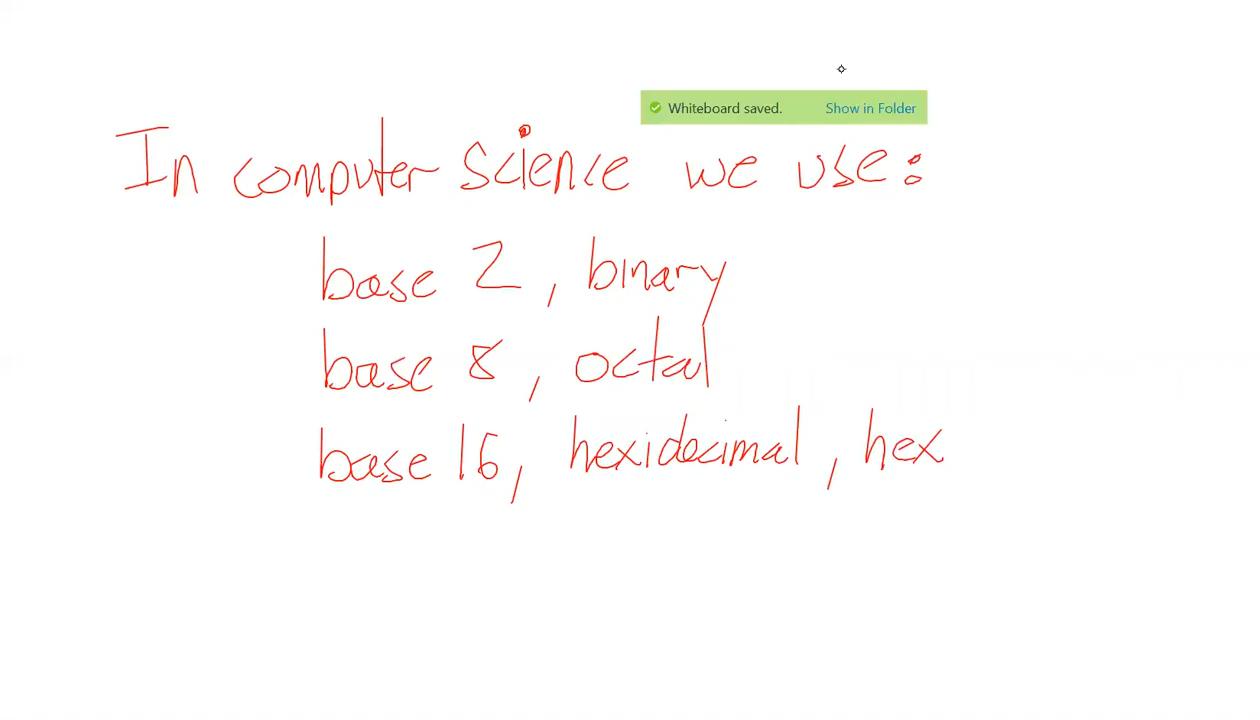 Whiteboard saved. Show in Folder
In computer science we use:
base 2, binary
base 8, octal
base 16, hexidecimal, hex